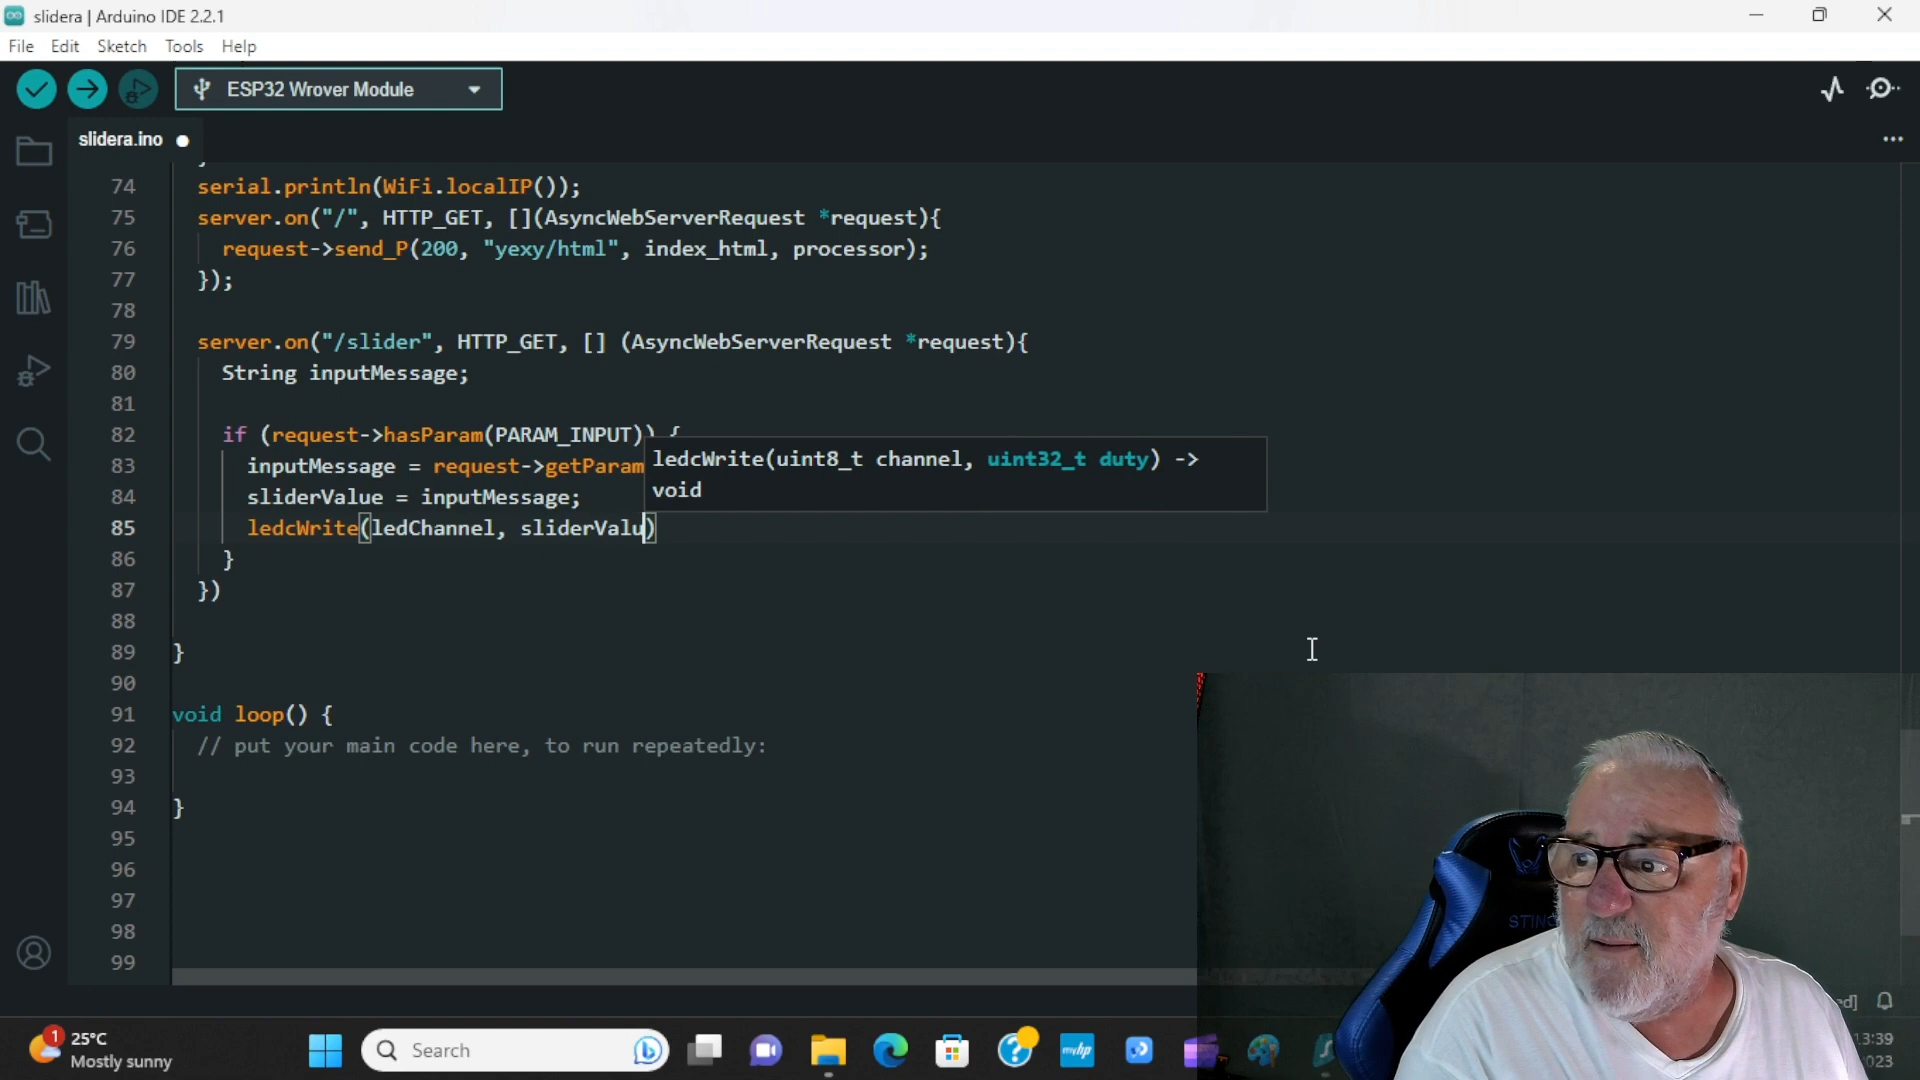 slidera | Arduino IDE 2.2.1
File Edit Sketch Tools Help
ESP32 Wrover Module
slidera.ino
74 serial.println(WiFi.localIP());
75 server.on("/", HTTP_GET, [](AsyncWebServerRequest *request){
76 request->send_P(200, "yexy/html", index_html, processor);
77 });
78
79 server.on("/slider", HTTP_GET, [] (AsyncWebServerRequest *request){
80 String inputMessage;
81
82 if (request->hasParam(PARAM_INPUT)) {
83 inputMessage = request->getParam
ledcWrite(uint8_t channel, uint32_t duty) ->
void
84 sliderValue = inputMessage;
85 ledcWrite(ledChannel, sliderValu)
86 }
87 })
88
89 }
90
91 void loop() {
92 // put your main code here, to run repeatedly:
93
94 }
95
96
97
98
99
STING
1
25°C
Mostly sunny
Search
myhp